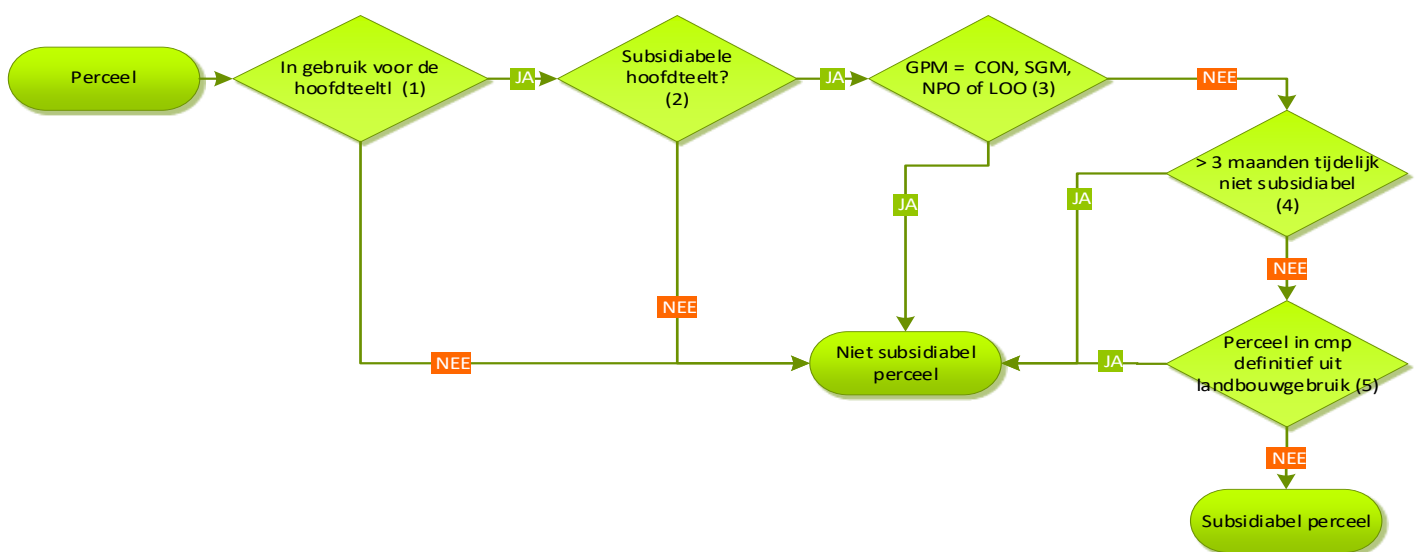 Perceel
In gebruik voor de
hoofdteeltl (1)
JA
Subsidiabele
hoofdteelt?
(2)
JA
GPM = CON, SGM,
NPO of LOO (3)
NEE
> 3 maanden tijdelijk
niet subsidiabel
(4)
JA
JA
NEE
NEE
Perceel in cmp
definitief uit
landbouwgebruik (5)
Niet subsidiabel
perceel
NEE
JA
NEE
Subsidiabel perceel